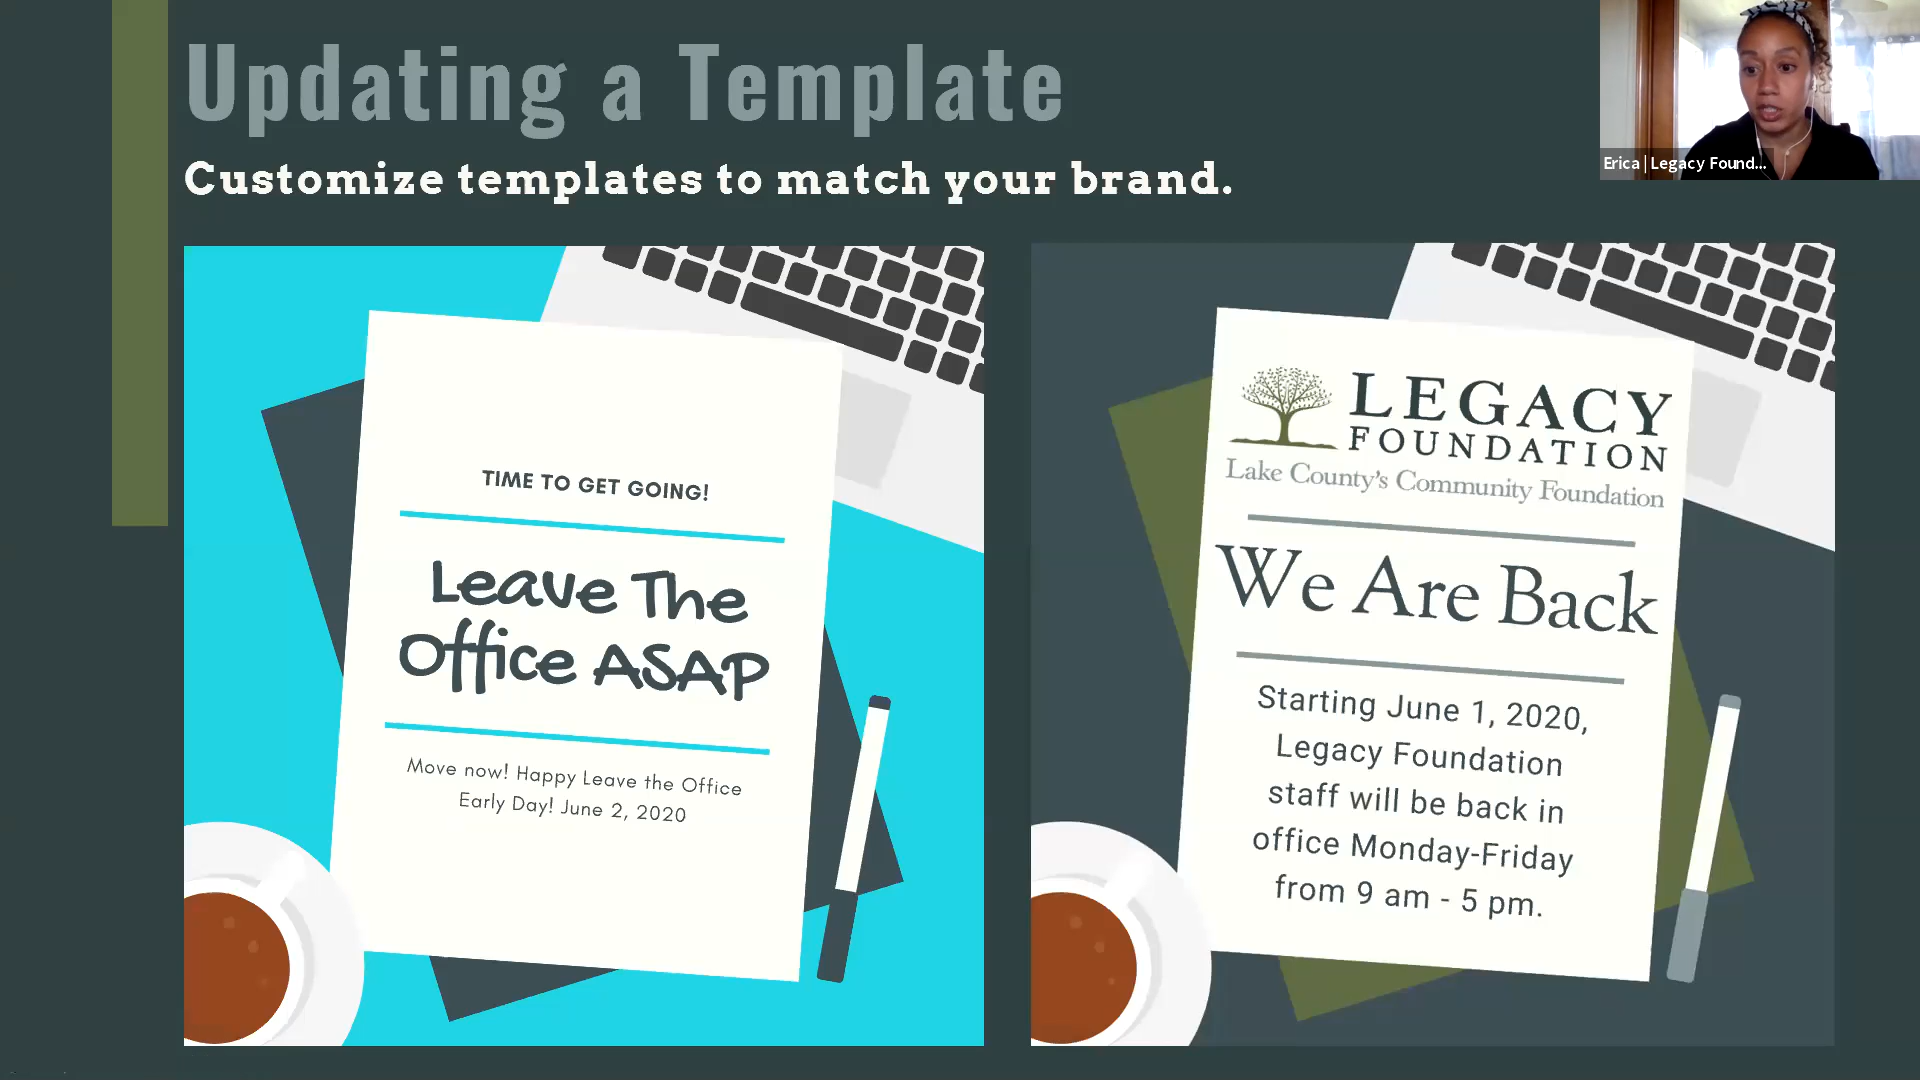 Updating a Template
Customize templates to match your brand.
Erica | Legacy Found...
TIME TO GET GOING!
Leave The
Office ASAP
Move now! Happy Leave the Office
Early Day! June 2, 2020
LEGACY
FOUNDATION
Lake County's Community Foundation
We Are Back
Starting June 1, 2020,
Legacy Foundation
staff will be back in
office Monday-Friday
from 9 am - 5 pm.